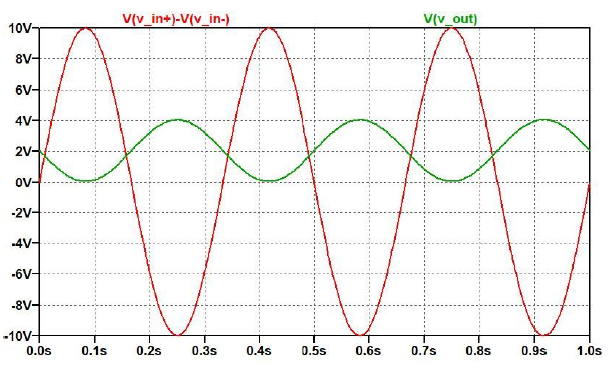 V(v_in+)-V(v_in-) V(v_out)
10V
8V
6V
4V
2V
0V
-2V
-4V
-6V
-8V
-10V
0.0s 0.1s 0.2s 0.3s 0.4s 0.5s 0.6s 0.7s 0.8s 0.9s 1.0s